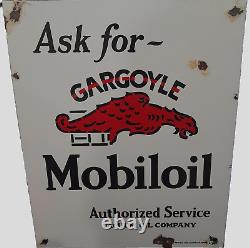 Ask for~
GARGOYLE
Mobiloil
Authorized Service
COMPANY